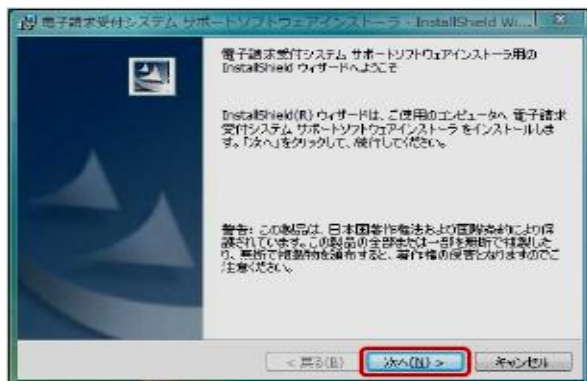 電子請求受付システム サポートソフトウェアインストーラ - InstallShield Wi...
電子請求受付システム サポートソフトウェアインストーラ用の
InstallShield ウィザードへようこそ
InstallShield(R) ウィザードは、ご使用のコンピュータへ 電子請求
受付システム サポートソフトウェアインストーラ をインストールしま
す。「次へ」をクリックして、続行してください。
警告: この製品は、日本国著作権法および国際条約により保
護されています。この製品の全部または一部を無断で複製した
り、無断で複製物を頒布すると、著作権の侵害となりますのでご
注意ください。
< 戻る(B)
次へ(N) >
キャンセル